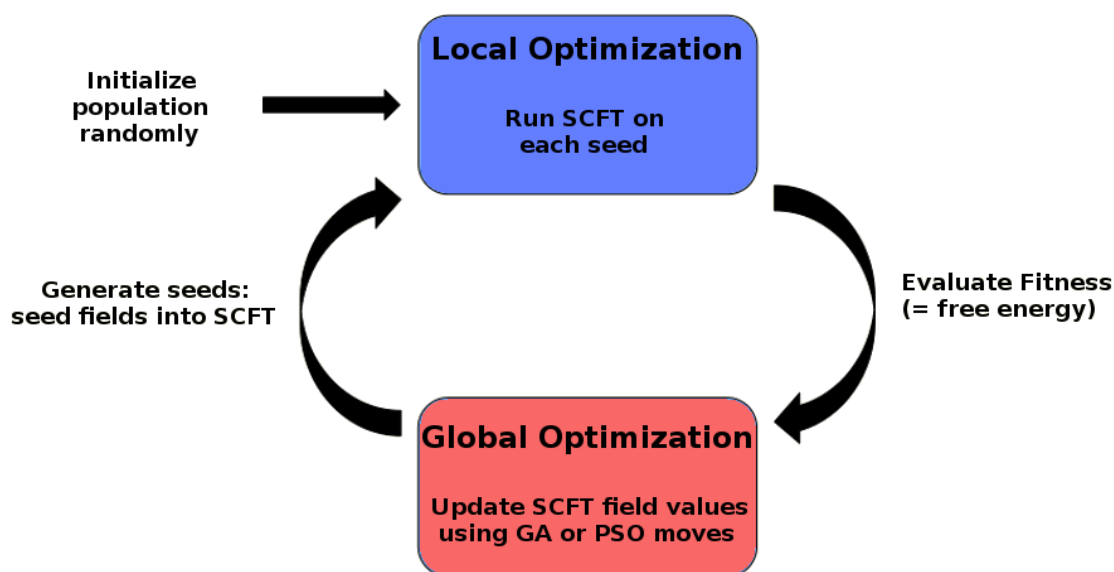 Local Optimization
Initialize
population
randomly
Run SCFT on
each seed
Generate seeds:
seed fields into SCFT
Evaluate Fitness
(= free energy)
Global Optimization
Update SCFT field values
using GA or PSO moves